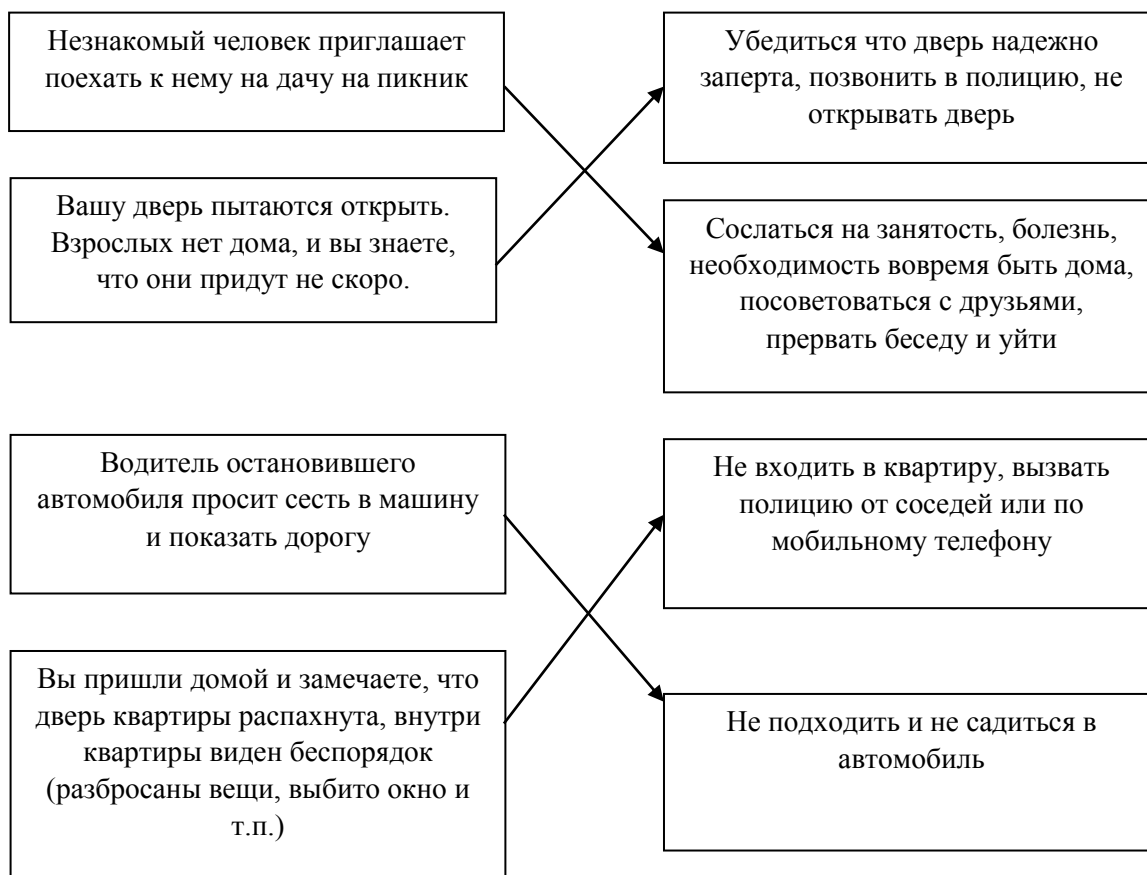 Незнакомый человек приглашает
поехать к нему на дачу на пикник
Убедиться что дверь надежно
заперта, позвонить в полицию, не
открывать дверь
Вашу дверь пытаются открыть.
Взрослых нет дома, и вы знаете,
что они придут не скоро.
Сослаться на занятость, болезнь,
необходимость вовремя быть дома,
посоветоваться с друзьями,
прервать беседу и уйти
Водитель остановившего
автомобиля просит сесть в машину
и показать дорогу
Не входить в квартиру, вызвать
полицию от соседей или по
мобильному телефону
Вы пришли домой и замечаете, что
дверь квартиры распахнута, внутри
квартиры виден беспорядок
(разбросаны вещи, выбито окно и
т.п.)
Не подходить и не садиться в
автомобиль